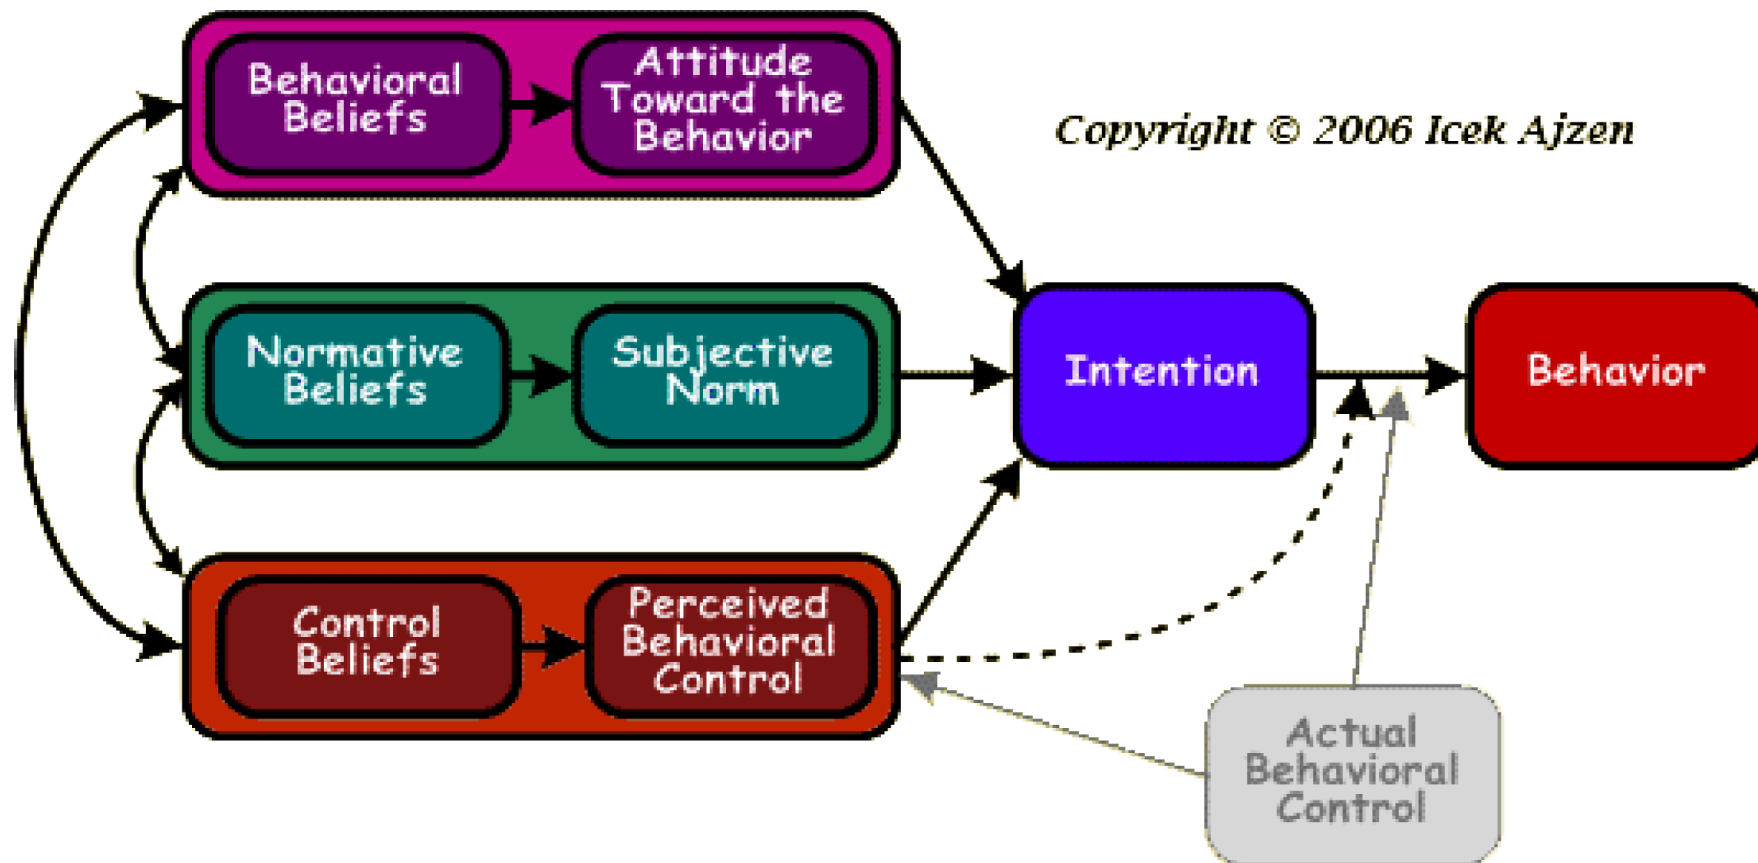 Behavioral
Beliefs
Attitude
Toward the
Behavior
Copyright © 2006 Icek Ajzen
Normative
Beliefs
Subjective
Norm
Intention
Behavior
Control
Beliefs
Perceived
Behavioral
Control
Actual
Behavioral
Control